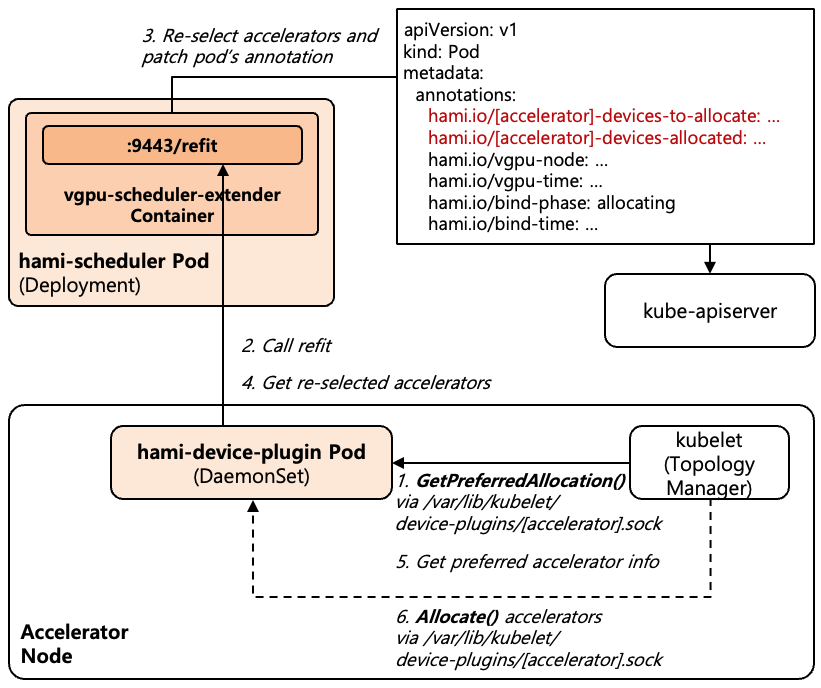 3. Re-select accelerators and
patch pod's annotation
apiVersion: v1
kind: Pod
metadata:
annotations:
hami.io/[accelerator]-devices-to-allocate: ...
hami.io/[accelerator]-devices-allocated: ...
hami.io/vgpu-node: ...
hami.io/vgpu-time: ...
hami.io/bind-phase: allocating
hami.io/bind-time: ...
:9443/refit
vgpu-scheduler-extender
Container
hami-scheduler Pod
(Deployment)
kube-apiserver
2. Call refit
4. Get re-selected accelerators
hami-device-plugin Pod
(DaemonSet)
kubelet
(Topology
Manager)
1. GetPreferredAllocation()
via /var/lib/kubelet/
device-plugins/[accelerator].sock
5. Get preferred accelerator info
6. Allocate() accelerators
via /var/lib/kubelet/
device-plugins/[accelerator].sock
Accelerator
Node